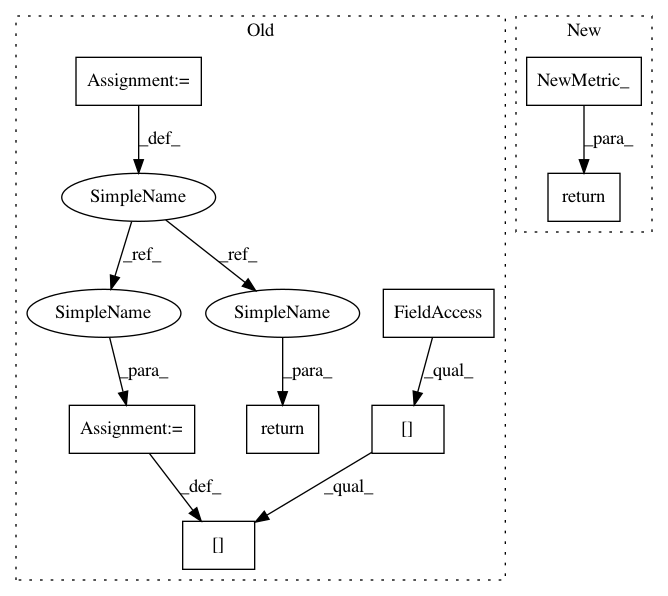 Old
New
Assignment:=
NewMetric_
_def_
_para_
SimpleName
return
_ref_
_ref_
SimpleName
SimpleName
FieldAccess
_para_
_para_
_qual_
Assignment:=
return
[]
_def_
_qual_
[]